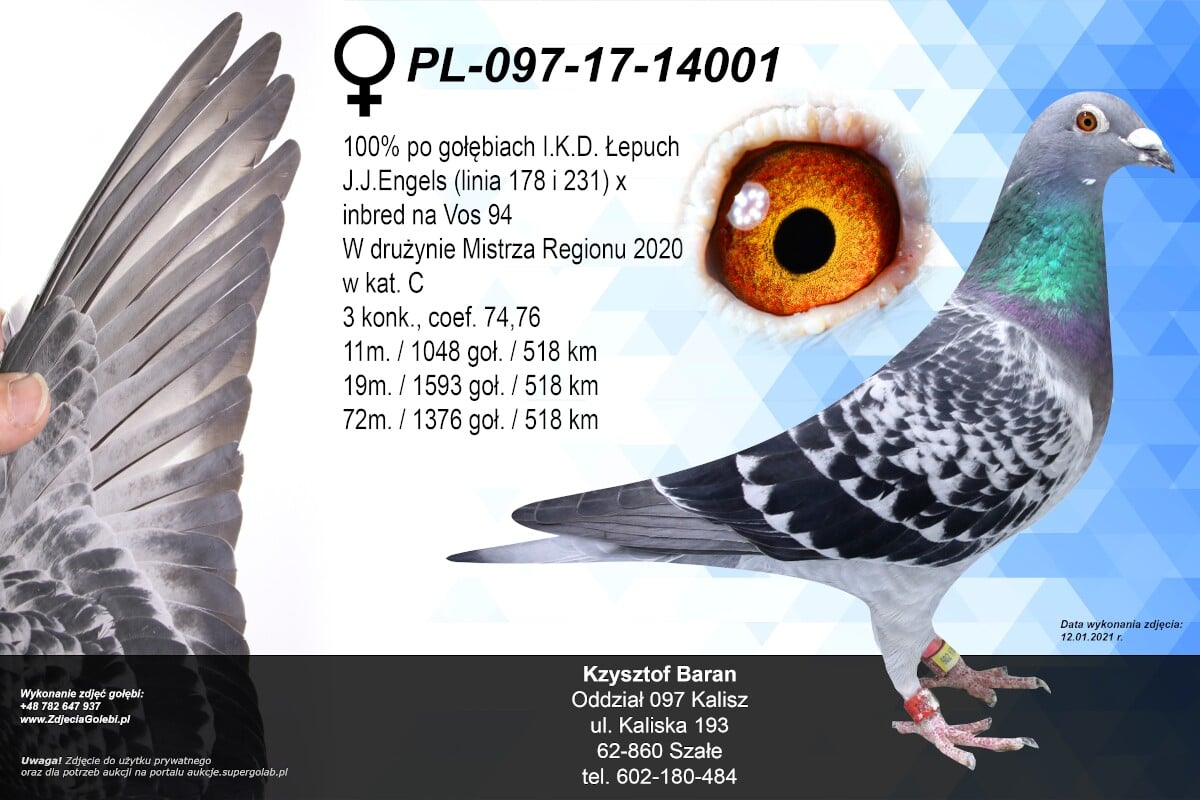 PL-097-17-14001
100% po gołębiach I.K.D. Łepuch
J.J.Engels (linia 178 i 231) x
inbred na Vos 94
W drużynie Mistrza Regionu 2020
w kat. C
3 konk., coef. 74,76
11m. / 1048 goł. / 518 km
19m. / 1593 goł. / 518 km
72m. / 1376 goł. / 518 km
Data wykonania zdjęcia:
12.01.2021 r.
Krzysztof Baran
Oddział 097 Kalisz
ul. Kaliska 193
62-860 Szałe
tel. 602-180-484
Wykonanie zdjęć gołębi:
+48 782 647 937
www.ZdjeciaGolebi.pl
Uwaga! Zdjęcie do użytku prywatnego
oraz dla potrzeb aukcji na portalu aukcje.supergolab.pl